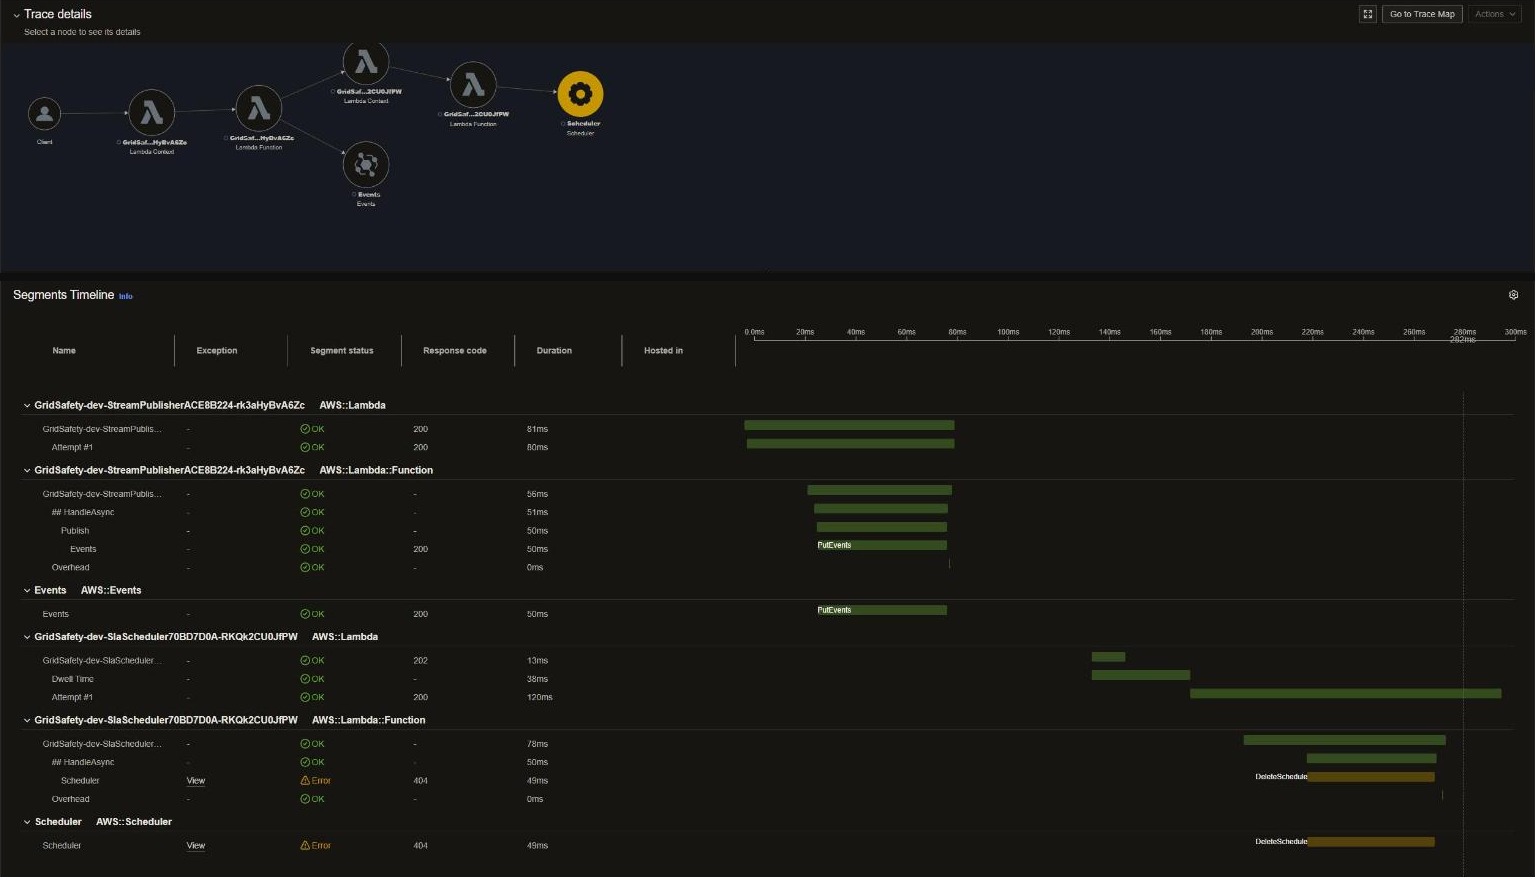 Trace details
Go to Trace Map
Actions
Select a node to see its details
Client
GridSaf...HyBvA6Zc
Lambda Context
GridSaf...HyBvA6Zc
Lambda Function
GridSaf...2CU0JfPW
Lambda Context
Events
Events
GridSaf...2CU0JfPW
Lambda Function
Scheduler
Scheduler
Segments Timeline Info
0.0ms 20ms 40ms 60ms 80ms 100ms 120ms 140ms 160ms 180ms 200ms 220ms 240ms 260ms 280ms 300ms
282ms
Name Exception Segment status Response code Duration Hosted in
GridSafety-dev-StreamPublisherACE8B224-rk3aHyBvA6Zc AWS::Lambda
GridSafety-dev-StreamPublis... - OK 200 81ms
Attempt #1 - OK 200 80ms
GridSafety-dev-StreamPublisherACE8B224-rk3aHyBvA6Zc AWS::Lambda::Function
GridSafety-dev-StreamPublis... - OK - 56ms
## HandleAsync - OK - 51ms
Publish - OK - 50ms
Events - OK 200 50ms PutEvents
Overhead - OK - 0ms
Events AWS::Events
Events - OK 200 50ms PutEvents
GridSafety-dev-SlaScheduler70BD7D0A-RKQk2CU0JfPW AWS::Lambda
GridSafety-dev-SlaScheduler... - OK 202 13ms
Dwell Time - OK - 38ms
Attempt #1 - OK 200 120ms
GridSafety-dev-SlaScheduler70BD7D0A-RKQk2CU0JfPW AWS::Lambda::Function
GridSafety-dev-SlaScheduler... - OK - 78ms
## HandleAsync - OK - 50ms
Scheduler View Error 404 49ms DeleteSchedule
Overhead - OK - 0ms
Scheduler AWS::Scheduler
Scheduler View Error 404 49ms DeleteSchedule